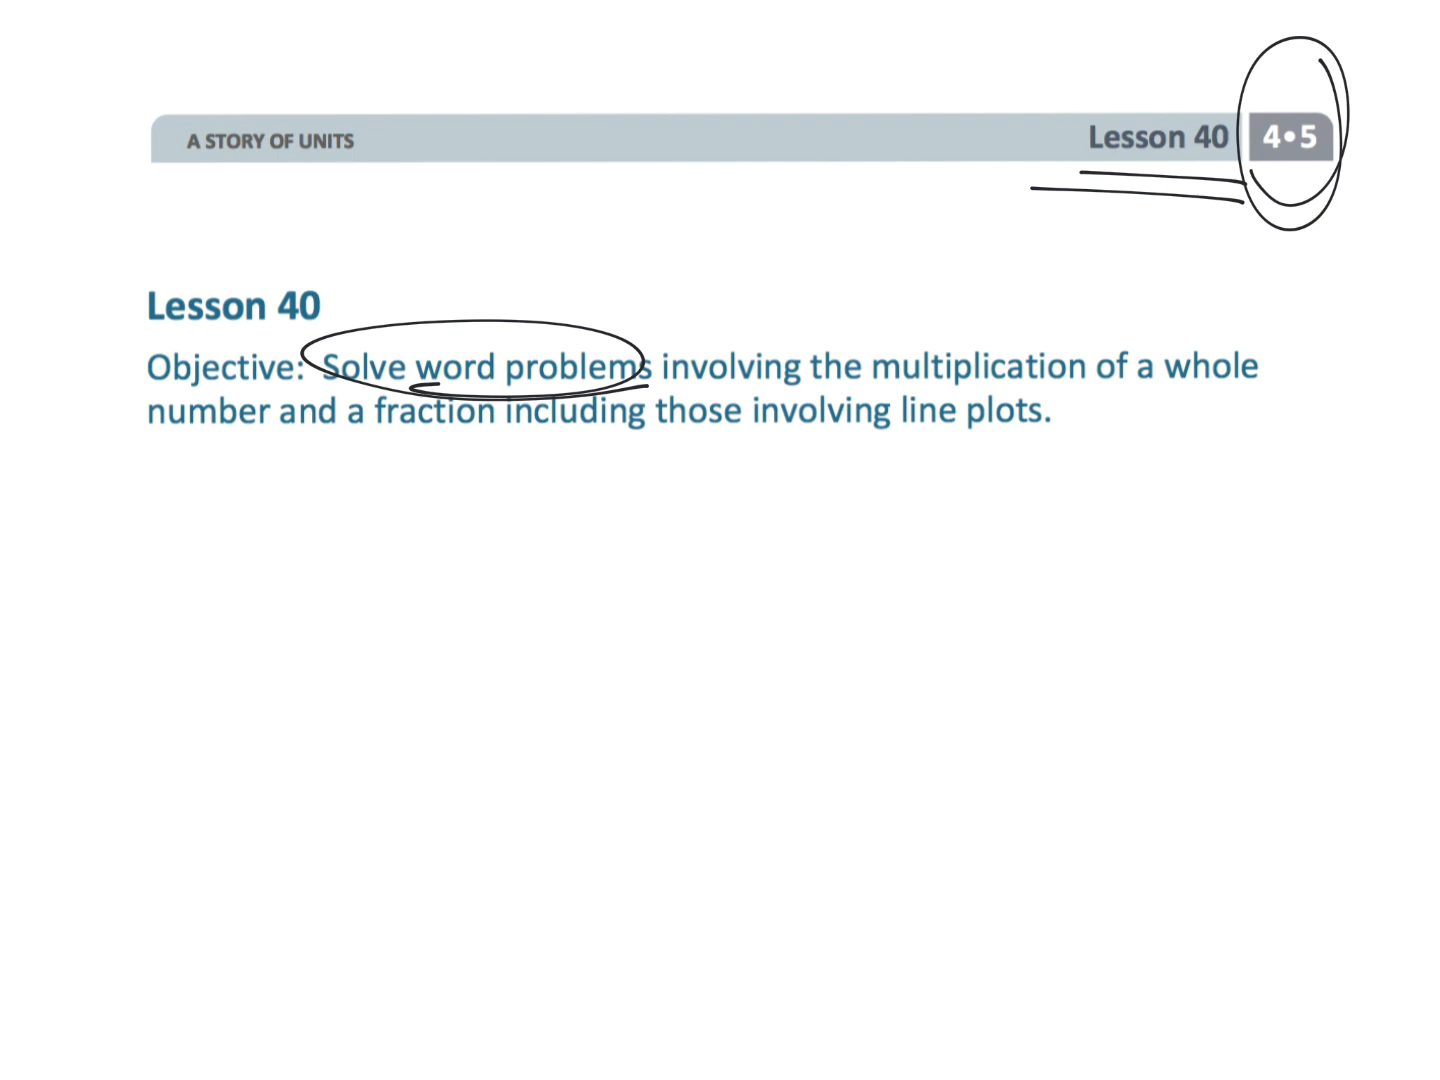 A STORY OF UNITS
Lesson 40 4•5
Lesson 40
Objective: Solve word problems involving the multiplication of a whole
number and a fraction including those involving line plots.